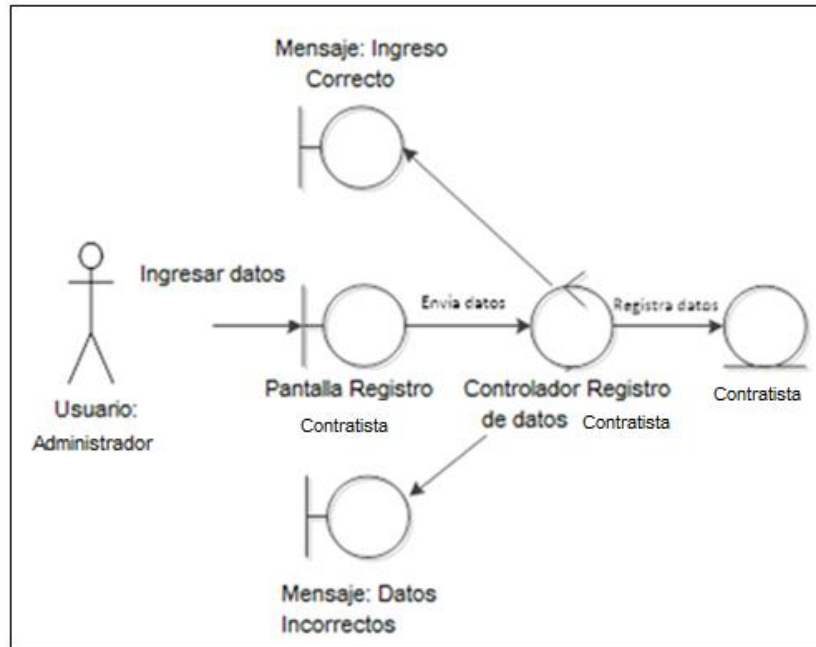 Mensaje: Ingreso
Correcto
Ingresar datos
Envia datos
Registra datos
Usuario:
Administrador
Pantalla Registro
Contratista
Controlador Registro
de datos Contratista
Contratista
Mensaje: Datos
Incorrectos